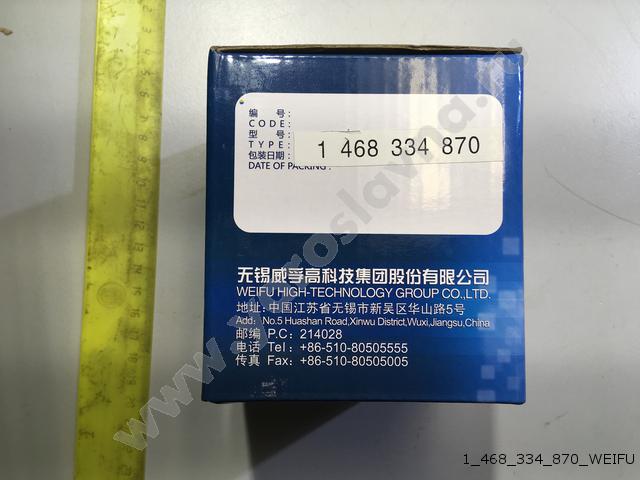 编 号:
CODE:
型 号:
TYPE:
1 468 334 870
包装日期:
DATE OF PACKING:
无锡威孚高科技集团股份有限公司
WEIFU HIGH-TECHNOLOGY GROUP CO.,LTD.
地址:中国江苏省无锡市新吴区华山路5号
Add: No.5 Huashan Road,Xinwu District,Wuxi,Jiangsu,China
邮编 P.C: 214028
电话 Tel : +86-510-80505555
传真 Fax: +86-510-80505005
1_468_334_870_WEIFU